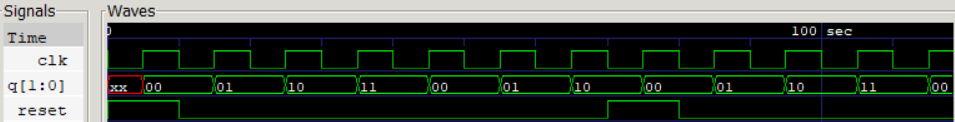 Signals Waves
Time 0 100 sec
clk
q[1:0] xx 00 01 10 11 00 01 10 00 01 10 11 00
reset